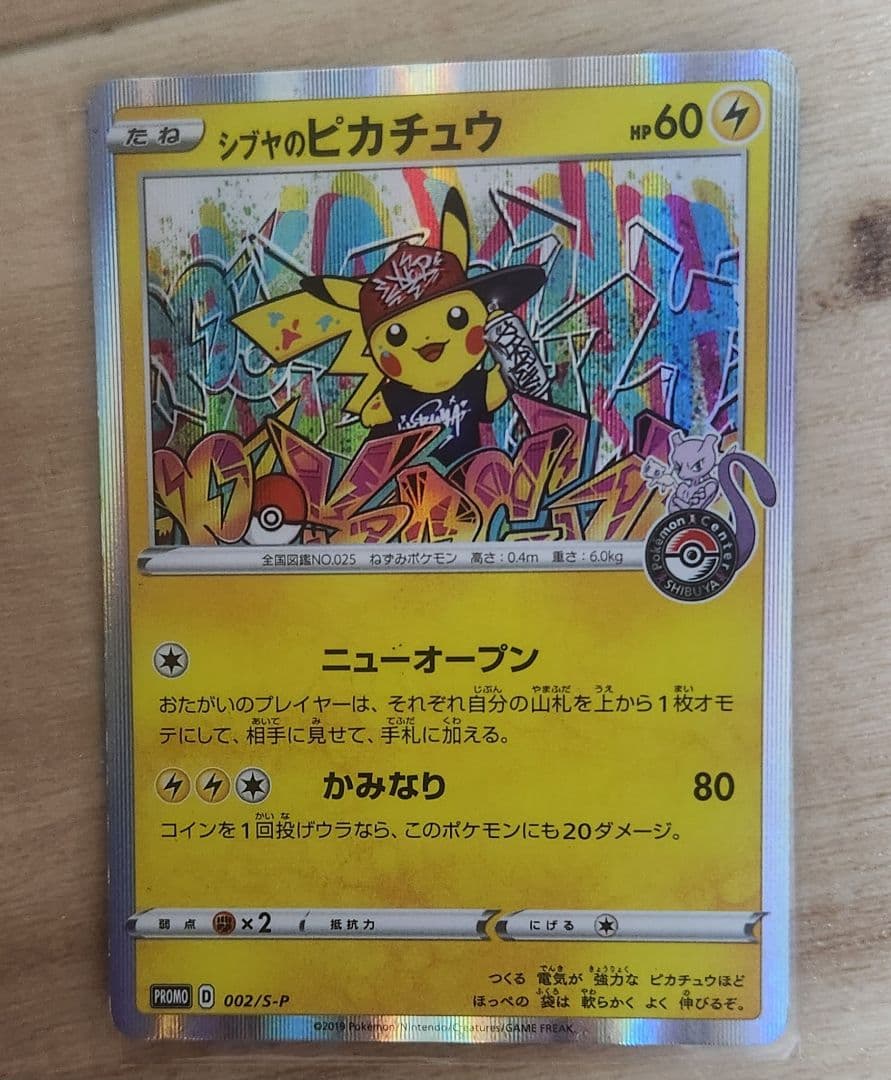 たね シブヤのピカチュウ HP60
全国図鑑NO.025 ねずみポケモン 高さ:0.4m 重さ:6.0kg
Pokémon Center
SHIBUYA
ニューオープン
おたがいのプレイヤーは、それぞれ自分の山札を上から1枚オモ
テにして、相手に見せて、手札に加える。
かみなり 80
コインを1回投げウラなら、このポケモンにも20ダメージ。
弱点 ×2 抵抗力 にげる
つくる 電気が 強力な ピカチュウほど
ほっぺの 袋は 軟らかく よく 伸びるぞ。
PROMO D 002/S-P
©2019 Pokémon/Nintendo/Creatures/GAME FREAK.